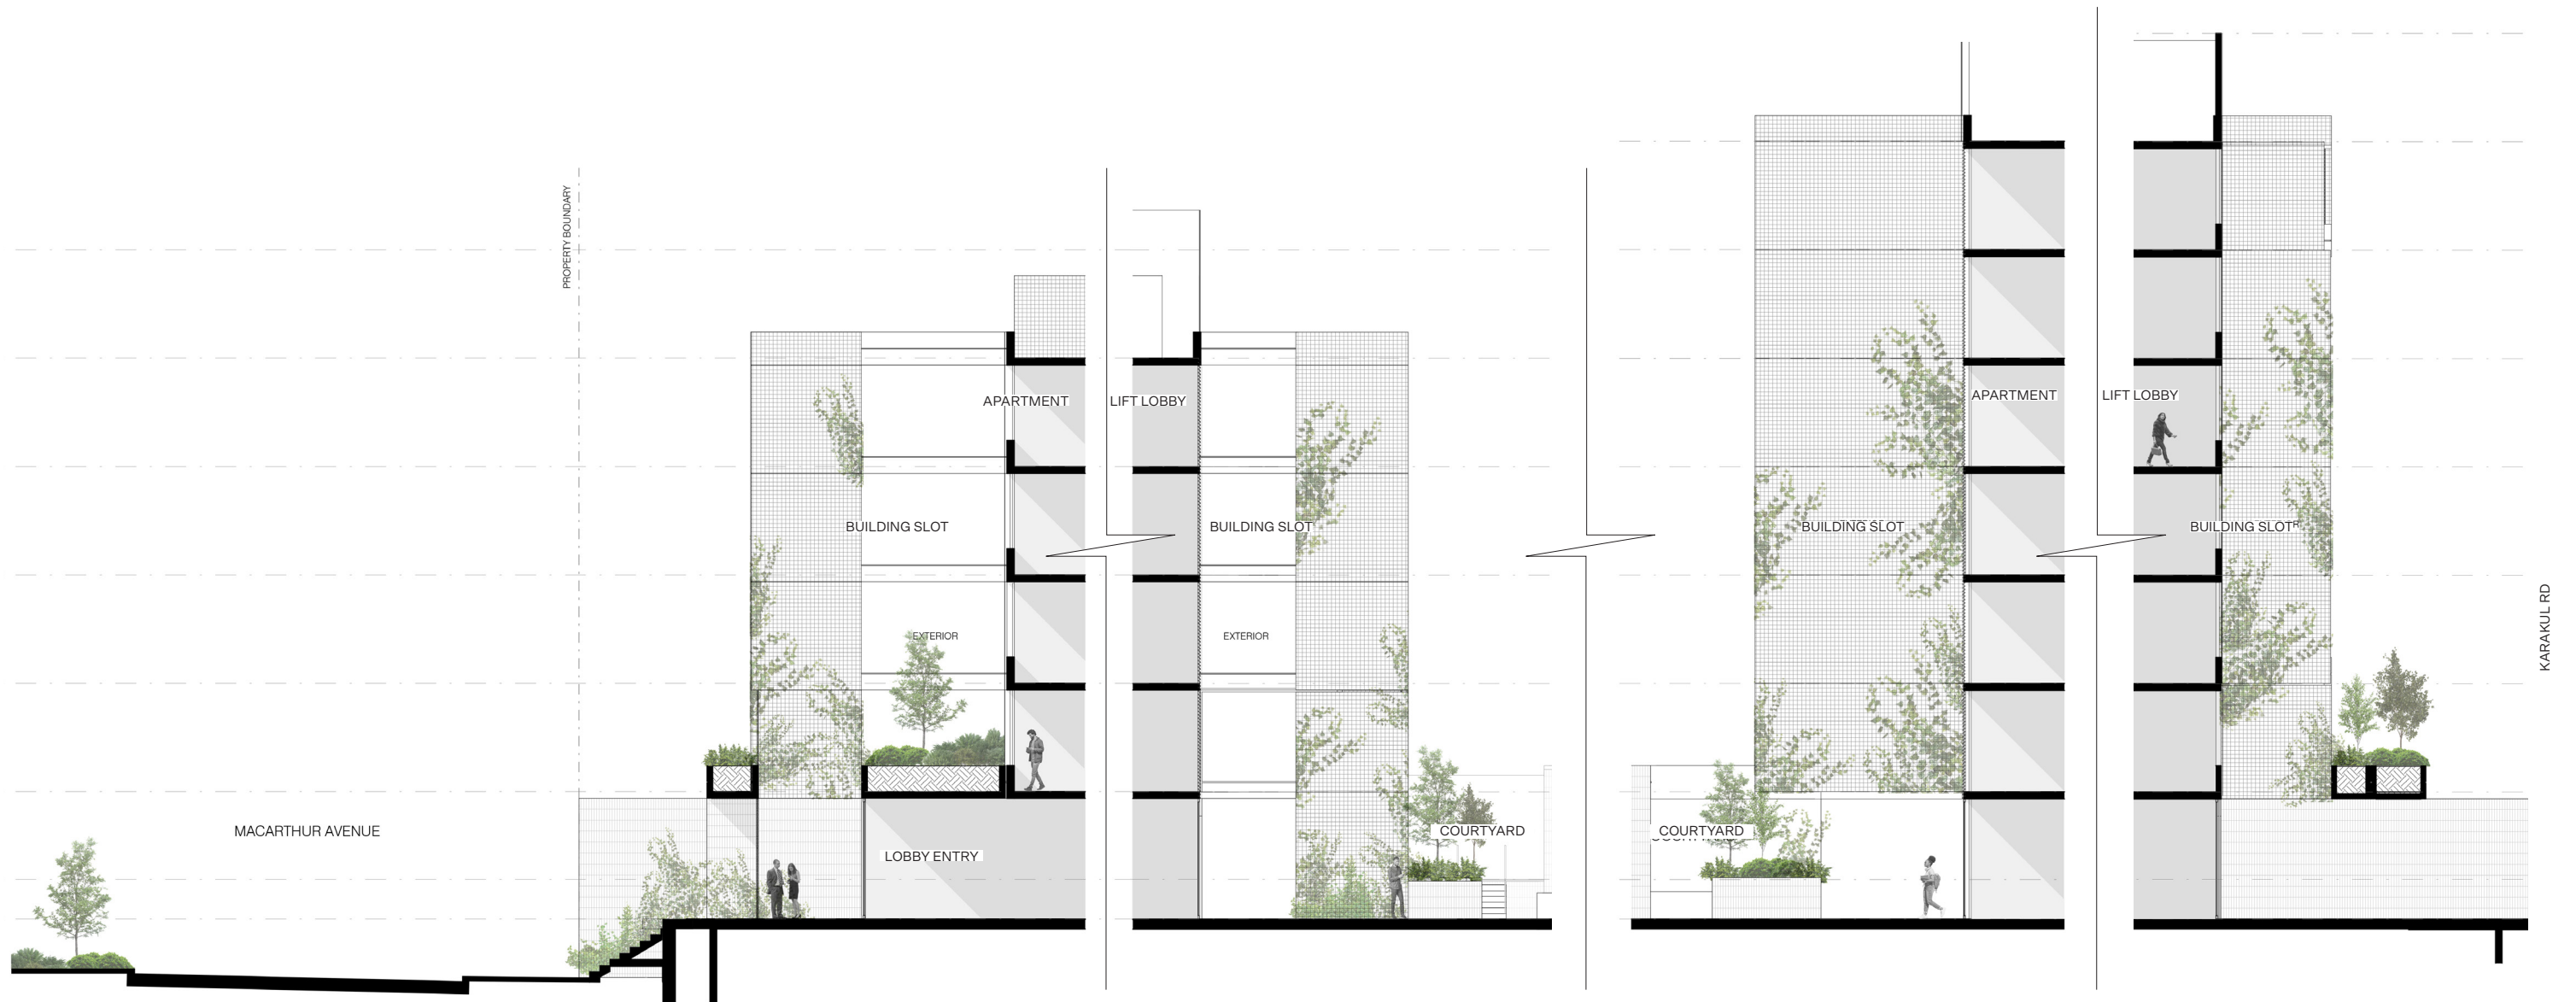 PROPERTY BOUNDARY
APARTMENT
LIFT LOBBY
APARTMENT
LIFT LOBBY
BUILDING SLOT
BUILDING SLOT
BUILDING SLOT
BUILDING SLOT
EXTERIOR
EXTERIOR
KARAKUL RD
MACARTHUR AVENUE
LOBBY ENTRY
COURTYARD
COURTYARD